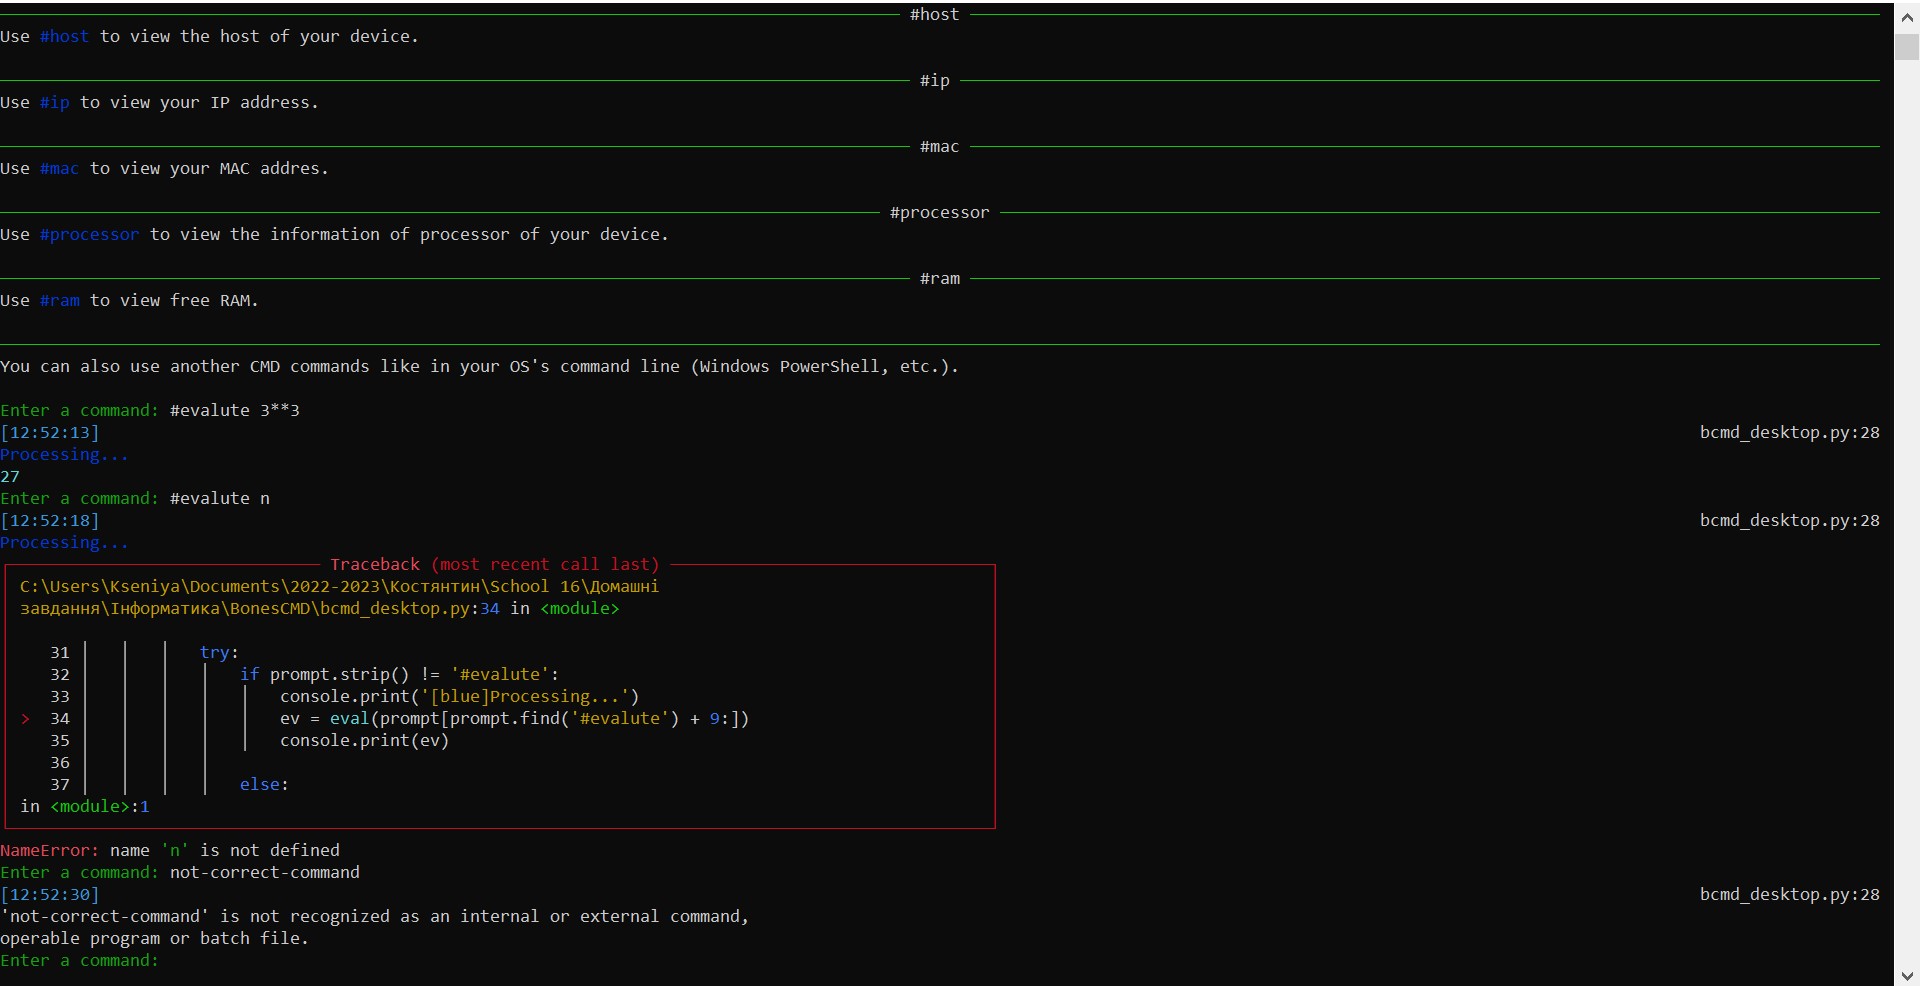 #host
Use #host to view the host of your device.
#ip
Use #ip to view your IP address.
#mac
Use #mac to view your MAC addres.
#processor
Use #processor to view the information of processor of your device.
#ram
Use #ram to view free RAM.
You can also use another CMD commands like in your OS's command line (Windows PowerShell, etc.).
Enter a command: #evalute 3**3
[12:52:13] bcmd_desktop.py:28
Processing...
27
Enter a command: #evalute n
[12:52:18] bcmd_desktop.py:28
Processing...
Traceback (most recent call last)
C:\Users\Kseniya\Documents\2022-2023\Костянтин\School 16\Домашні
завдання\Інформатика\BonesCMD\bcmd_desktop.py:34 in <module>
31 try:
32 if prompt.strip() != '#evalute':
33 console.print('[blue]Processing...')
> 34 ev = eval(prompt[prompt.find('#evalute') + 9:])
35 console.print(ev)
36
37 else:
in <module>:1
NameError: name 'n' is not defined
Enter a command: not-correct-command
[12:52:30] bcmd_desktop.py:28
'not-correct-command' is not recognized as an internal or external command,
operable program or batch file.
Enter a command: